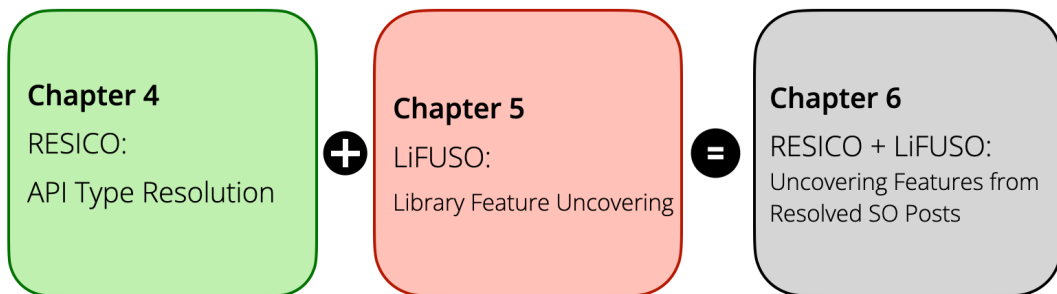 Chapter 4
RESICO:
API Type Resolution
+
Chapter 5
LiFUSO:
Library Feature Uncovering
=
Chapter 6
RESICO + LiFUSO:
Uncovering Features from
Resolved SO Posts